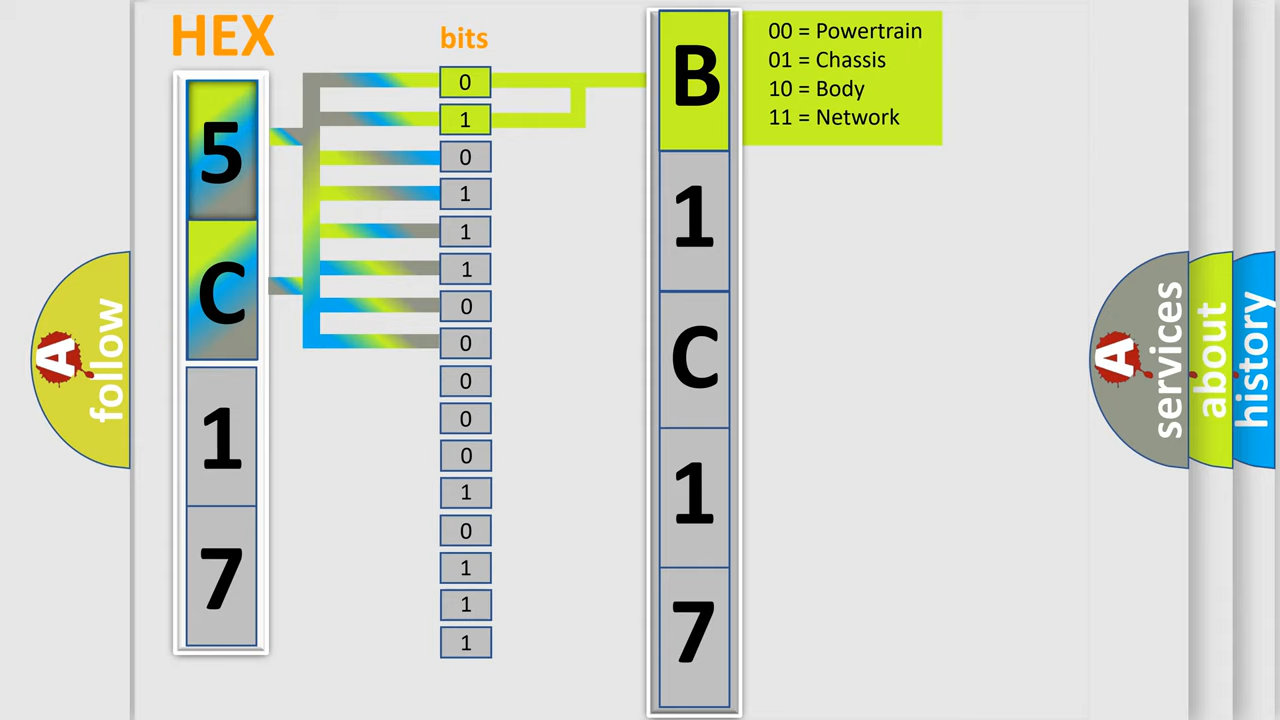 HEX
bits
5
C
1
7
0
1
0
1
1
1
0
0
0
0
0
1
0
1
1
1
B
1
C
1
7
00 = Powertrain
01 = Chassis
10 = Body
11 = Network
A
follow
A
services
about
history